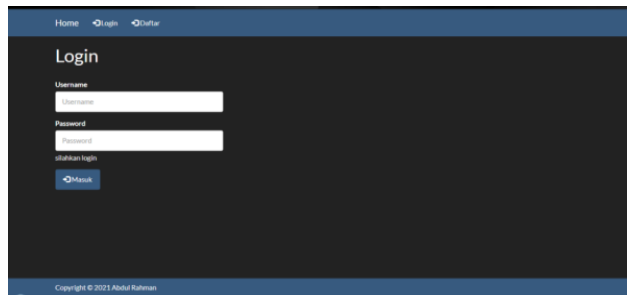 Home Login Daftar
Login
Username
Username
Password
Password
silahkan login
Masuk
Copyright © 2021 Abdul Rahman